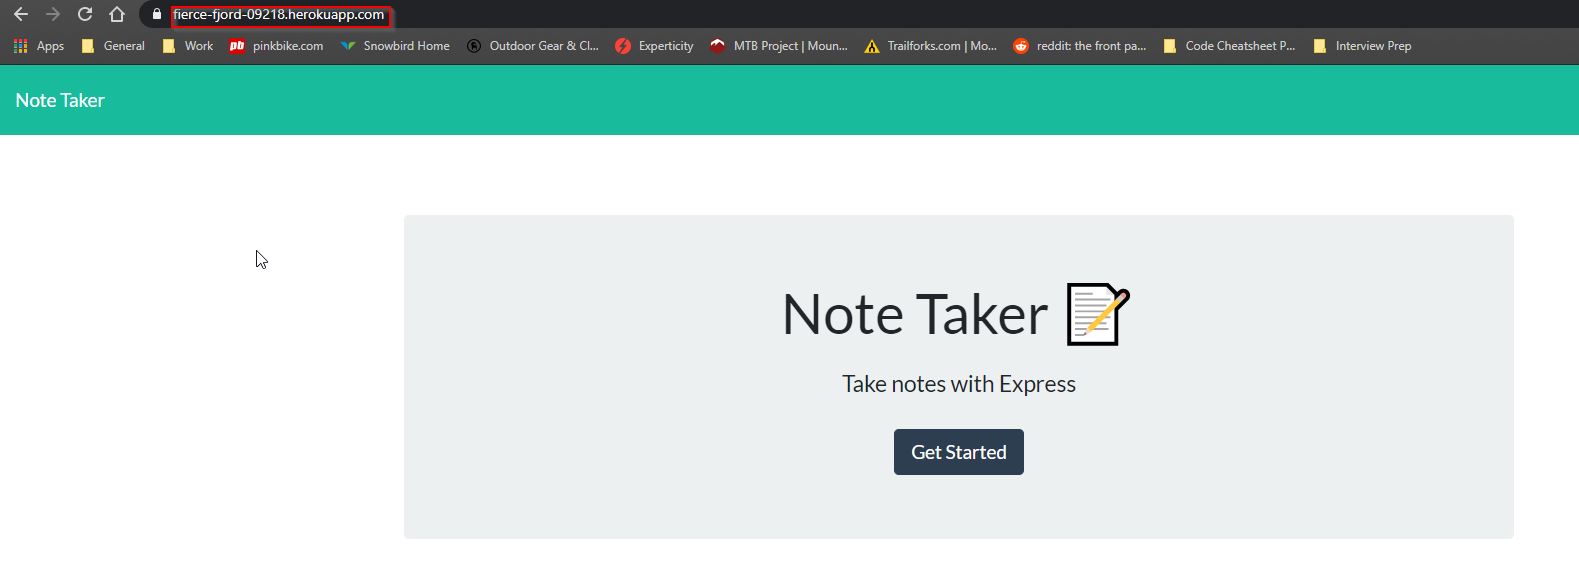 fierce-fjord-09218.herokuapp.com
Apps General Work pb pinkbike.com Snowbird Home Outdoor Gear & Cl... Experticity MTB Project | Moun... Trailforks.com | Mo... reddit: the front pa... Code Cheatsheet P... Interview Prep
Note Taker
Note Taker
Take notes with Express
Get Started